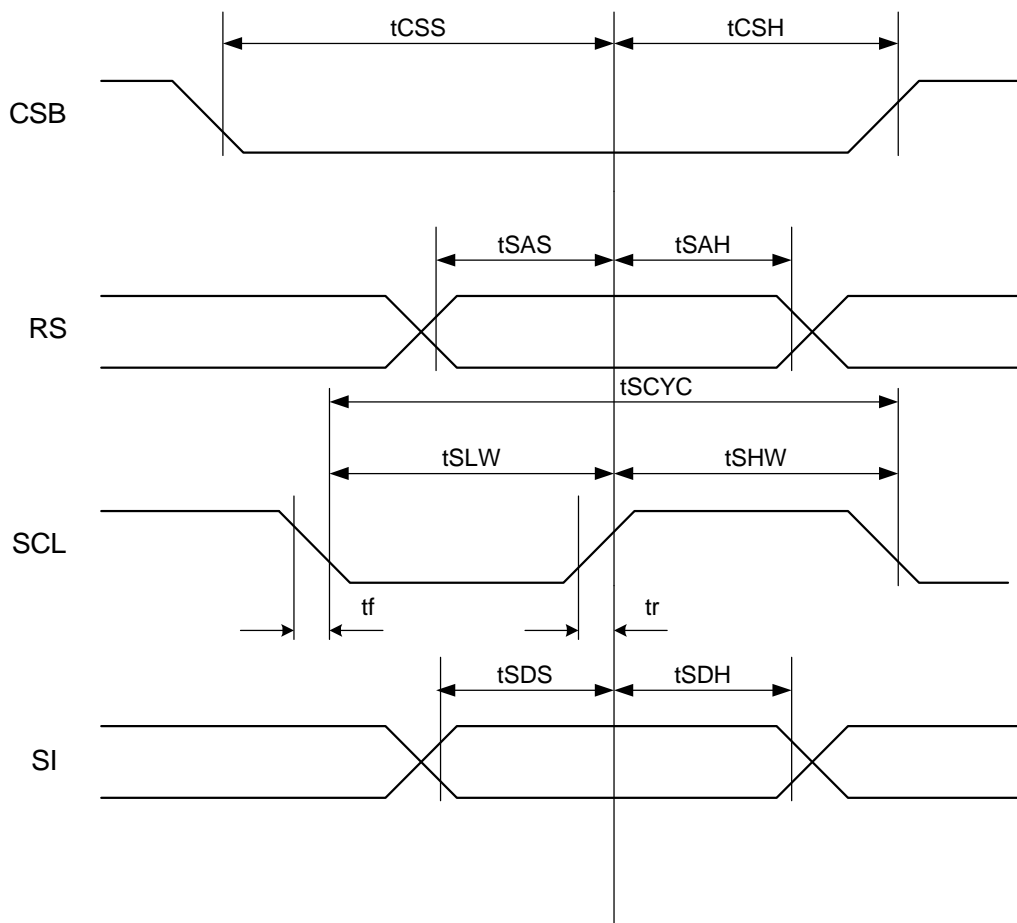 tCSS tCSH
CSB
tSAS tSAH
RS
tSCYC
tSLW tSHW
SCL
tf tr
tSDS tSDH
SI